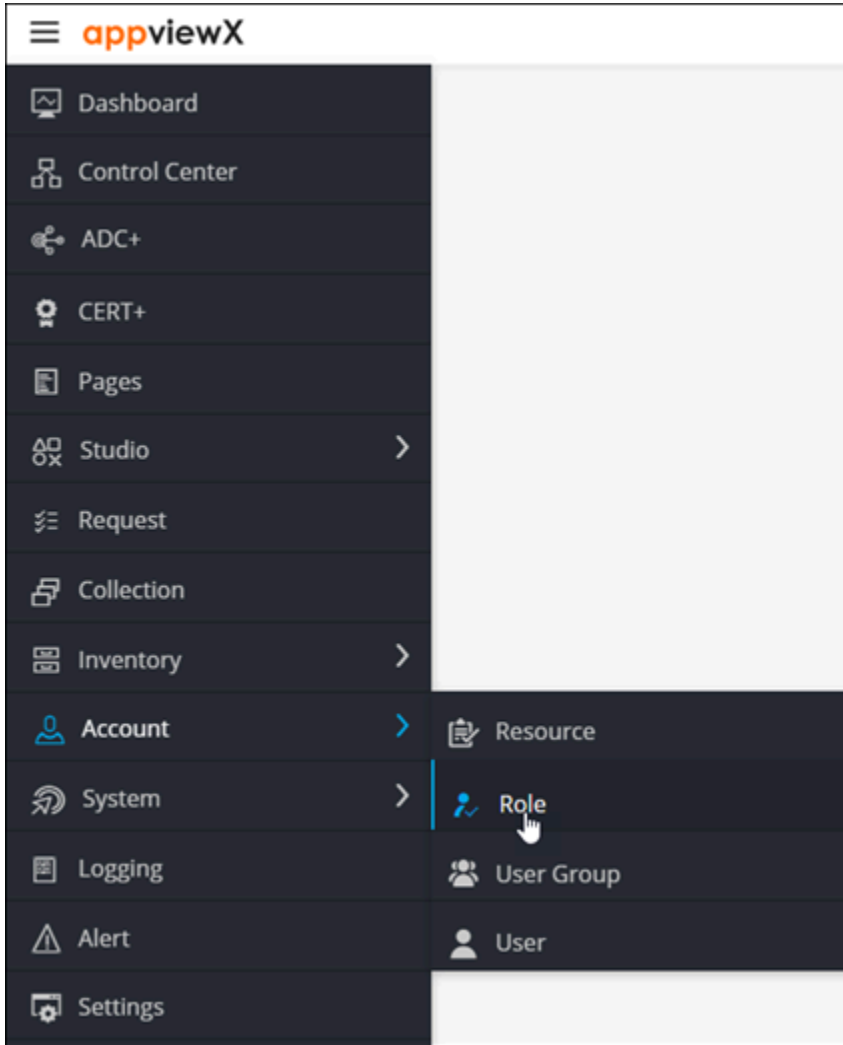 appviewX
Dashboard
Control Center
ADC+
CERT+
Pages
Studio
Request
Collection
Inventory
Account
Resource
Role
User Group
User
System
Logging
Alert
Settings